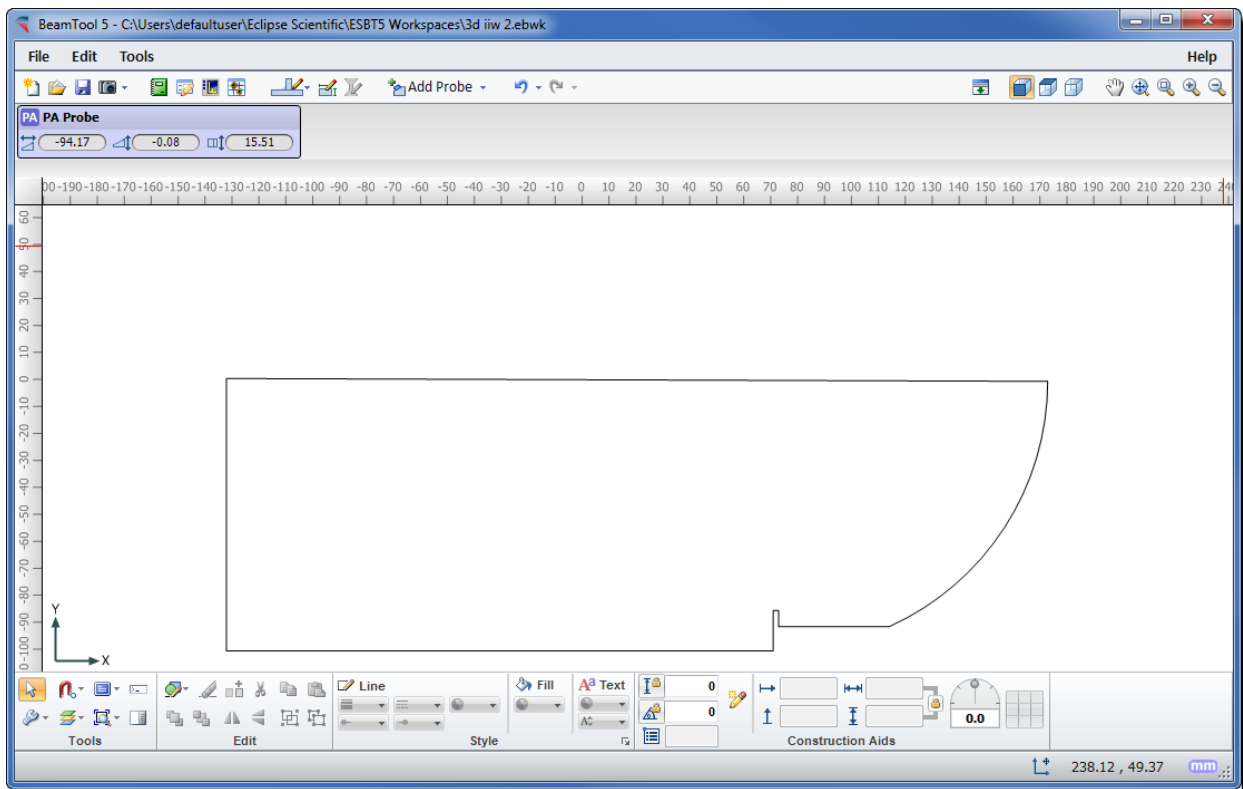 BeamTool 5 - C:\Users\defaultuser\Eclipse Scientific\ESBT5 Workspaces\3d iiw 2.ebwk
File Edit Tools Help
Add Probe
PA PA Probe
-94.17 -0.08 15.51
00 -190 -180 -170 -160 -150 -140 -130 -120 -110 -100 -90 -80 -70 -60 -50 -40 -30 -20 -10 0 10 20 30 40 50 60 70 80 90 100 110 120 130 140 150 160 170 180 190 200 210 220 230 240
60
50
40
30
20
10
0
-10
-20
-30
-40
-50
-60
-70
-80
-90
-100
Y
X
Line Fill Aa Text 0
0 0.0
Tools Edit Style Construction Aids
238.12 , 49.37 mm